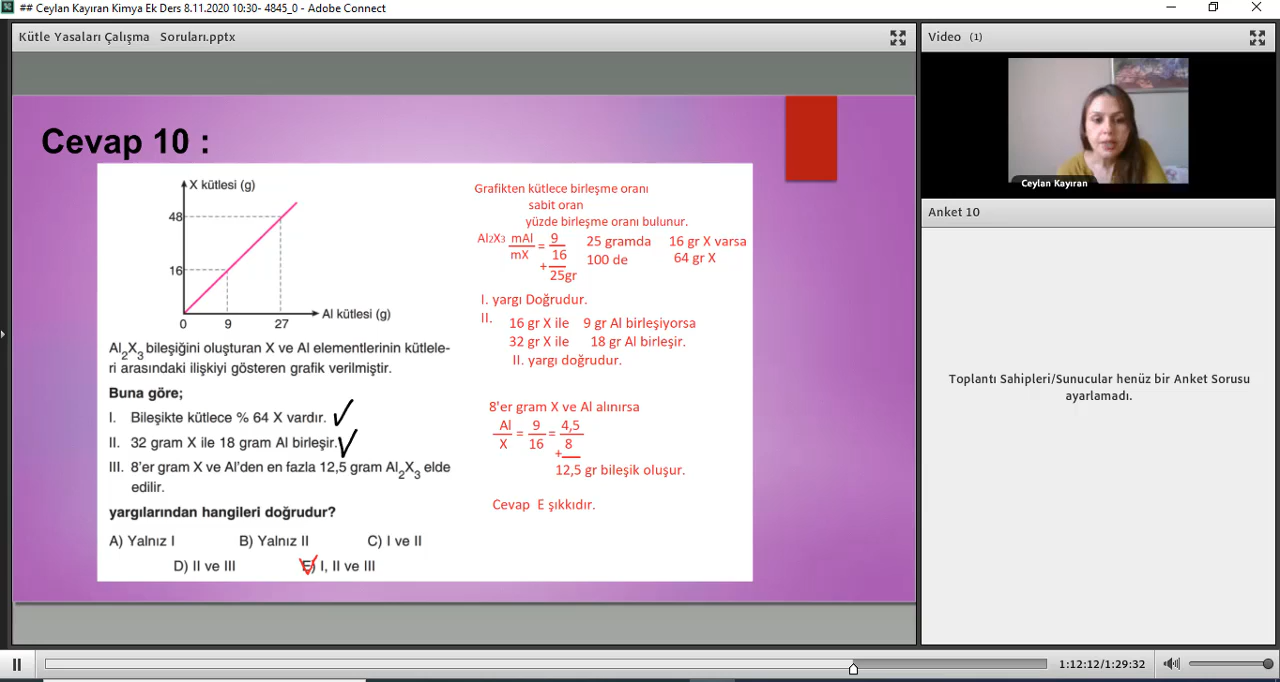 ## Ceylan Kayıran Kimya Ek Ders 8.11.2020 10:30- 4845_0 - Adobe Connect
Kütle Yasaları Çalışma Soruları.pptx
Cevap 10 :
X kütlesi (g)
48
16
0 9 27
Al kütlesi (g)
Al₂X₃ bileşiğini oluşturan X ve Al elementlerinin kütlele-
ri arasındaki ilişkiyi gösteren grafik verilmiştir.
Buna göre;
I. Bileşikte kütlece % 64 X vardır.
II. 32 gram X ile 18 gram Al birleşir.
III. 8'er gram X ve Al'den en fazla 12,5 gram Al₂X₃ elde
edilir.
yargılarından hangileri doğrudur?
A) Yalnız I B) Yalnız II C) I ve II
D) II ve III E) I, II ve III
Grafikten kütlece birleşme oranı
sabit oran
yüzde birleşme oranı bulunur.
Al2X3 mAl = 9 25 gramda 16 gr X varsa
mX 16 100 de 64 gr X
+
25gr
I. yargı Doğrudur.
II. 16 gr X ile 9 gr Al birleşiyorsa
32 gr X ile 18 gr Al birleşir.
II. yargı doğrudur.
8'er gram X ve Al alınırsa
Al = 9 = 4,5
X 16 8
+
12,5 gr bileşik oluşur.
Cevap E şıkkıdır.
Video (1)
Ceylan Kayıran
Anket 10
Toplantı Sahipleri/Sunucular henüz bir Anket Sorusu
ayarlamadı.
1:12:12/1:29:32